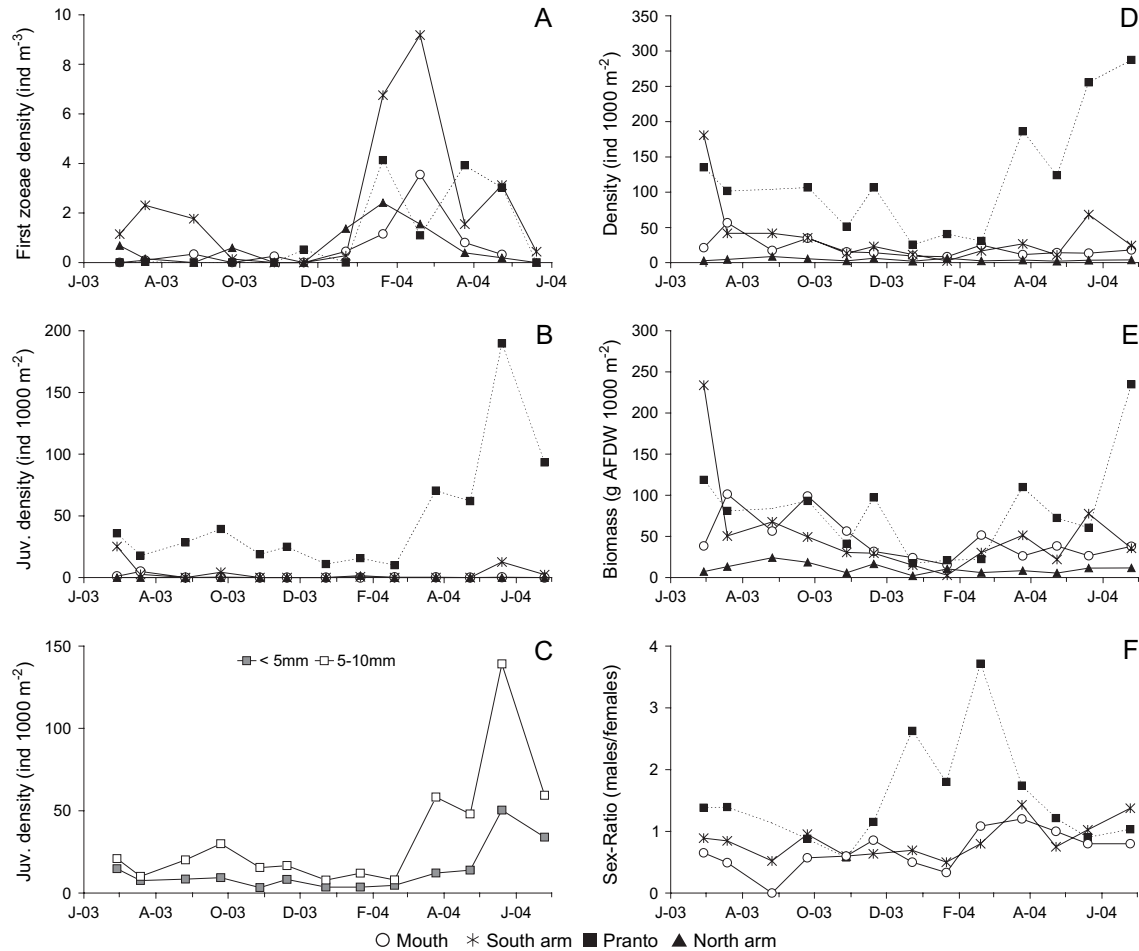 A
First zoeae density (ind m-3)
10
8
6
4
2
0
J-03 A-03 O-03 D-03 F-04 A-04 J-04
D
Density (ind 1000 m-2)
350
300
250
200
150
100
50
0
J-03 A-03 O-03 D-03 F-04 A-04 J-04
B
Juv. density (ind 1000 m-2)
200
150
100
50
0
J-03 A-03 O-03 D-03 F-04 A-04 J-04
E
Biomass (g AFDW 1000 m-2)
300
250
200
150
100
50
0
J-03 A-03 O-03 D-03 F-04 A-04 J-04
C
Juv. density (ind 1000 m-2)
< 5mm 5-10mm
150
100
50
0
J-03 A-03 O-03 D-03 F-04 A-04 J-04
F
Sex-Ratio (males/females)
4
3
2
1
0
J-03 A-03 O-03 D-03 F-04 A-04 J-04
Mouth South arm Pranto North arm